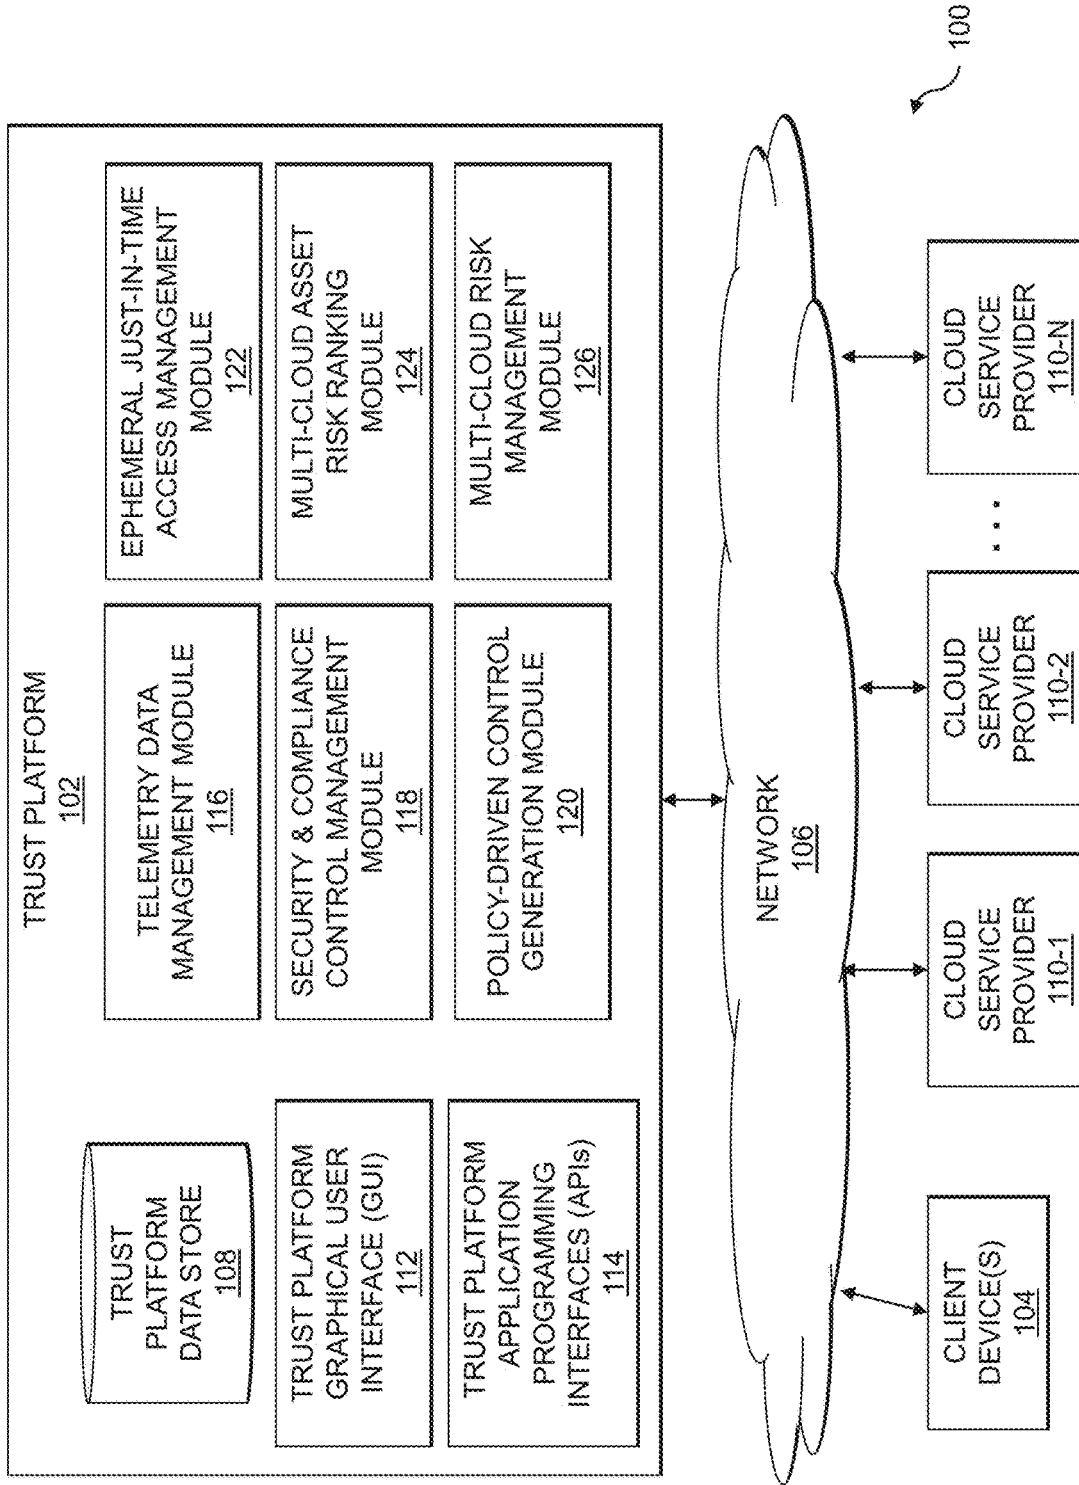 TRUST PLATFORM
102
TRUST
PLATFORM
DATA STORE
108
TELEMETRY DATA
MANAGEMENT MODULE
116
EPHEMERAL JUST-IN-TIME
ACCESS MANAGEMENT
MODULE
122
TRUST PLATFORM
GRAPHICAL USER
INTERFACE (GUI)
112
SECURITY & COMPLIANCE
CONTROL MANAGEMENT
MODULE
118
MULTI-CLOUD ASSET
RISK RANKING
MODULE
124
TRUST PLATFORM
APPLICATION
PROGRAMMING
INTERFACES (APIs)
114
POLICY-DRIVEN CONTROL
GENERATION MODULE
120
MULTI-CLOUD RISK
MANAGEMENT
MODULE
126
NETWORK
106
CLIENT
DEVICE(S)
104
CLOUD
SERVICE
PROVIDER
110-1
CLOUD
SERVICE
PROVIDER
110-2
. . .
CLOUD
SERVICE
PROVIDER
110-N
100